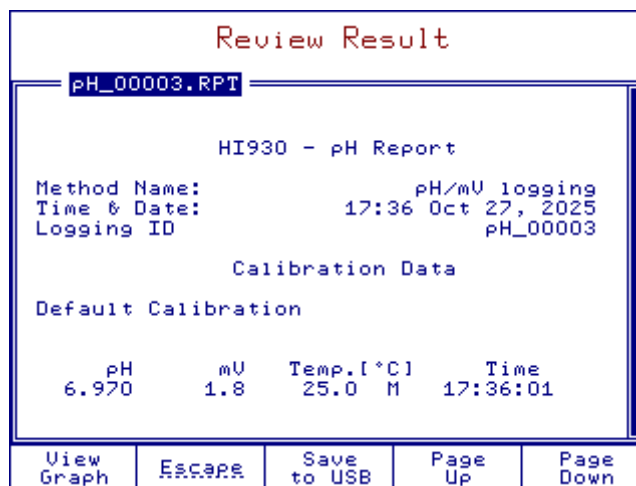 Review Result
pH_00003.RPT
HI930 - pH Report
Method Name: pH/mV logging
Time & Date: 17:36 Oct 27, 2025
Logging ID pH_00003
Calibration Data
Default Calibration
pH mV Temp.[°C] Time
6.970 1.8 25.0 M 17:36:01
View Graph
Escape
Save to USB
Page Up
Page Down